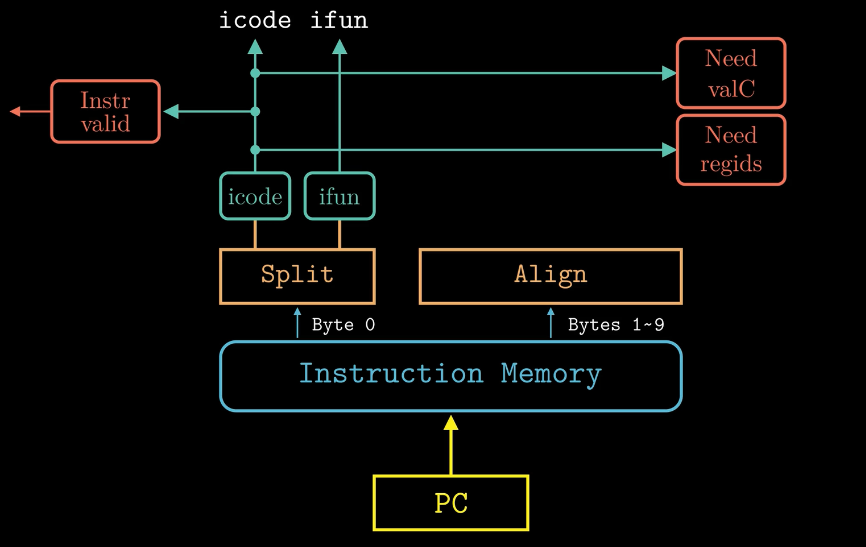 icode ifun
Need
valC
Instr
valid
Need
regids
icode
ifun
Split
Align
Byte 0
Bytes 1~9
Instruction Memory
PC